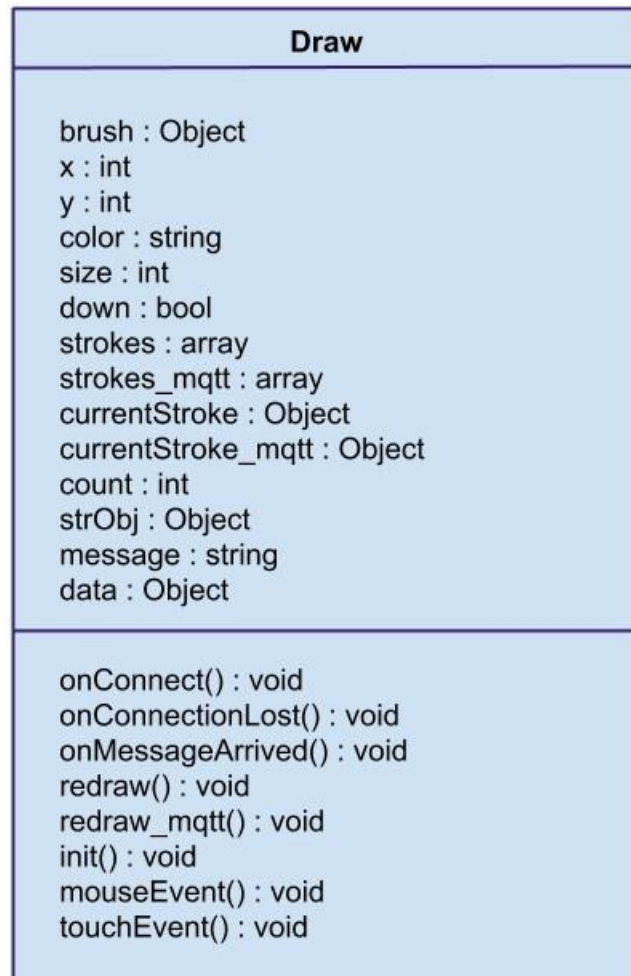 Draw
brush : Object
x : int
y : int
color : string
size : int
down : bool
strokes : array
strokes_mqtt : array
currentStroke : Object
currentStroke_mqtt : Object
count : int
strObj : Object
message : string
data : Object
onConnect() : void
onConnectionLost() : void
onMessageArrived() : void
redraw() : void
redraw_mqtt() : void
init() : void
mouseEvent() : void
touchEvent() : void